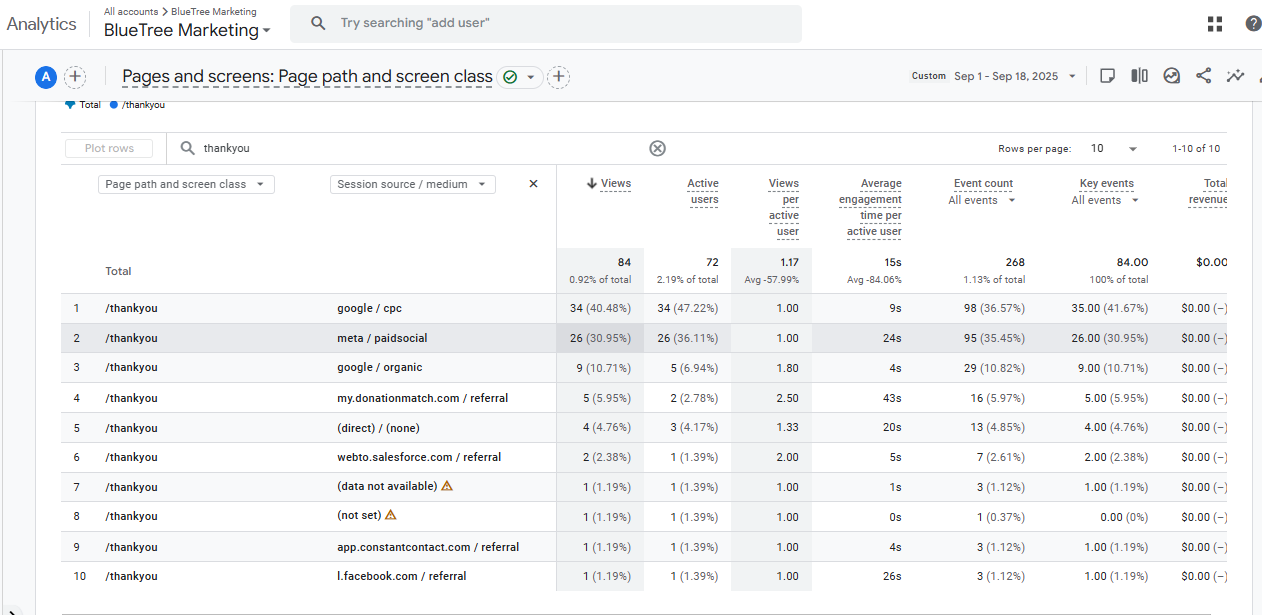 Analytics
All accounts > BlueTree Marketing
BlueTree Marketing
Try searching "add user"
?
A
Pages and screens: Page path and screen class
Custom Sep 1 - Sep 18, 2025
Total /thankyou
Plot rows
thankyou
Rows per page: 10
1-10 of 10
Page path and screen class
Session source / medium
Views
Active
users
Views
per
active
user
Average
engagement
time per
active user
Event count
All events
Key events
All events
Total
revenue
Total
84
0.92% of total
72
2.19% of total
1.17
Avg -57.99%
15s
Avg -84.06%
268
1.13% of total
84.00
100% of total
$0.00
1 /thankyou google / cpc 34 (40.48%) 34 (47.22%) 1.00 9s 98 (36.57%) 35.00 (41.67%) $0.00 (–)
2 /thankyou meta / paidsocial 26 (30.95%) 26 (36.11%) 1.00 24s 95 (35.45%) 26.00 (30.95%) $0.00 (–)
3 /thankyou google / organic 9 (10.71%) 5 (6.94%) 1.80 4s 29 (10.82%) 9.00 (10.71%) $0.00 (–)
4 /thankyou my.donationmatch.com / referral 5 (5.95%) 2 (2.78%) 2.50 43s 16 (5.97%) 5.00 (5.95%) $0.00 (–)
5 /thankyou (direct) / (none) 4 (4.76%) 3 (4.17%) 1.33 20s 13 (4.85%) 4.00 (4.76%) $0.00 (–)
6 /thankyou webto.salesforce.com / referral 2 (2.38%) 1 (1.39%) 2.00 5s 7 (2.61%) 2.00 (2.38%) $0.00 (–)
7 /thankyou (data not available) 1 (1.19%) 1 (1.39%) 1.00 1s 3 (1.12%) 1.00 (1.19%) $0.00 (–)
8 /thankyou (not set) 1 (1.19%) 1 (1.39%) 1.00 0s 1 (0.37%) 0.00 (0%) $0.00 (–)
9 /thankyou app.constantcontact.com / referral 1 (1.19%) 1 (1.39%) 1.00 4s 3 (1.12%) 1.00 (1.19%) $0.00 (–)
10 /thankyou l.facebook.com / referral 1 (1.19%) 1 (1.39%) 1.00 26s 3 (1.12%) 1.00 (1.19%) $0.00 (–)